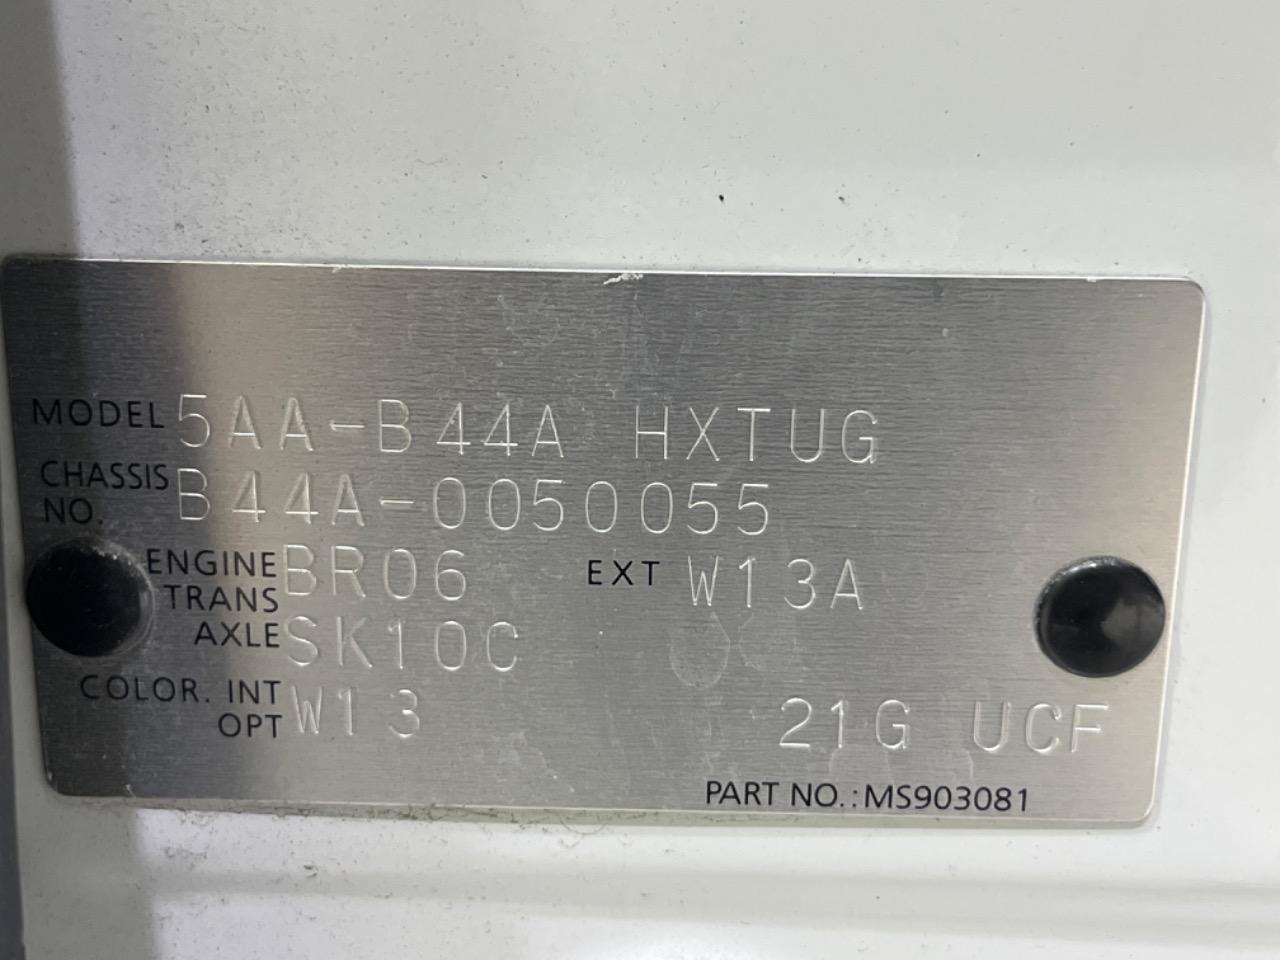 MODEL 5AA-B44A HXTUG
CHASSIS NO. B44A-0050055
ENGINE BR06 EXT W13A
TRANS AXLE SK10C
COLOR. INT OPT W13 21G UCF
PART NO.:MS903081